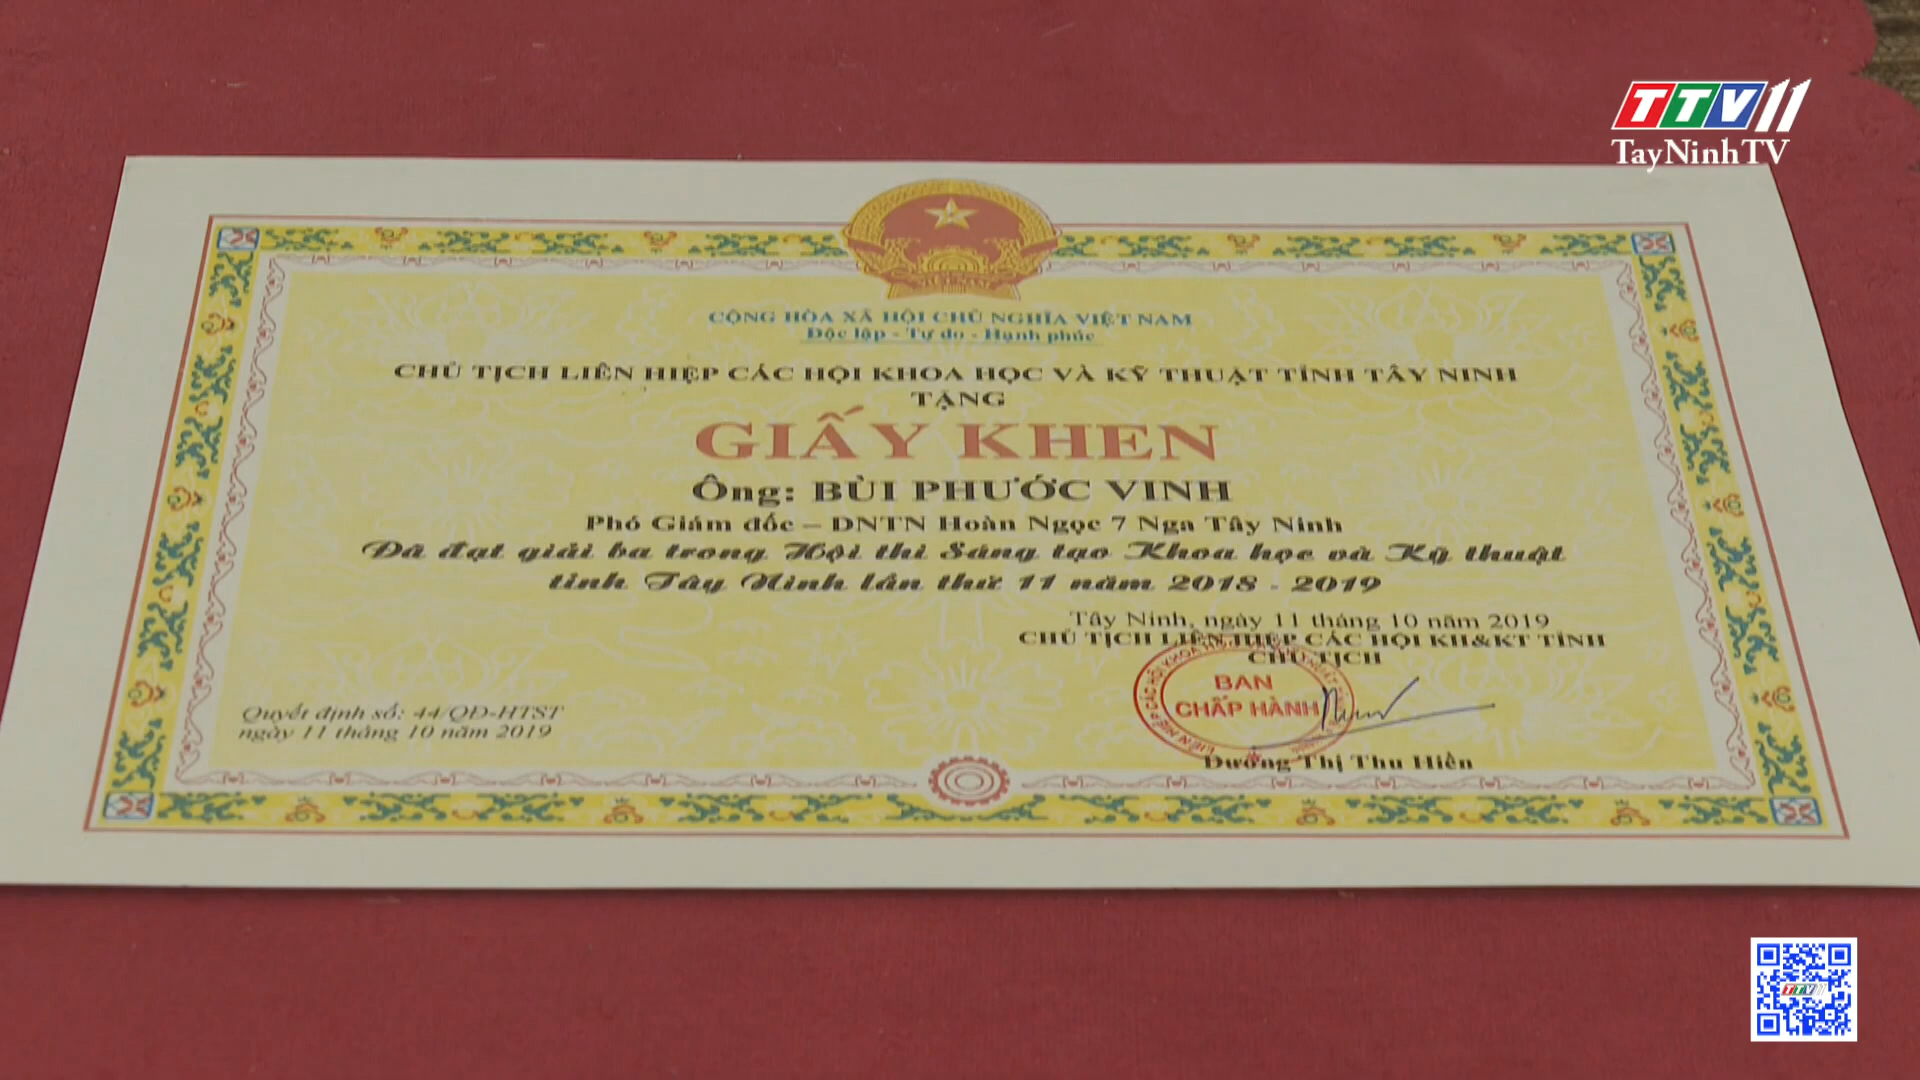 TTV11
TayNinhTV
CỘNG HÒA XÃ HỘI CHỦ NGHĨA VIỆT NAM
Độc lập - Tự do - Hạnh phúc
CHỦ TỊCH LIÊN HIỆP CÁC HỘI KHOA HỌC VÀ KỸ THUẬT TỈNH TÂY NINH
TẶNG
GIẤY KHEN
Ông: BÙI PHƯỚC VINH
Phó Giám đốc – DNTN Hoàn Ngọc 7 Nga Tây Ninh
Đã đạt giải ba trong Hội thi Sáng tạo Khoa học và Kỹ thuật
tỉnh Tây Ninh lần thứ 11 năm 2018 - 2019
Tây Ninh, ngày 11 tháng 10 năm 2019
CHỦ TỊCH LIÊN HIỆP CÁC HỘI KH&KT TỈNH
CHỦ TỊCH
BAN
CHẤP HÀNH
Quyết định số: 44/QĐ-HTST
ngày 11 tháng 10 năm 2019
Dương Thị Thu Hiền
TTV11